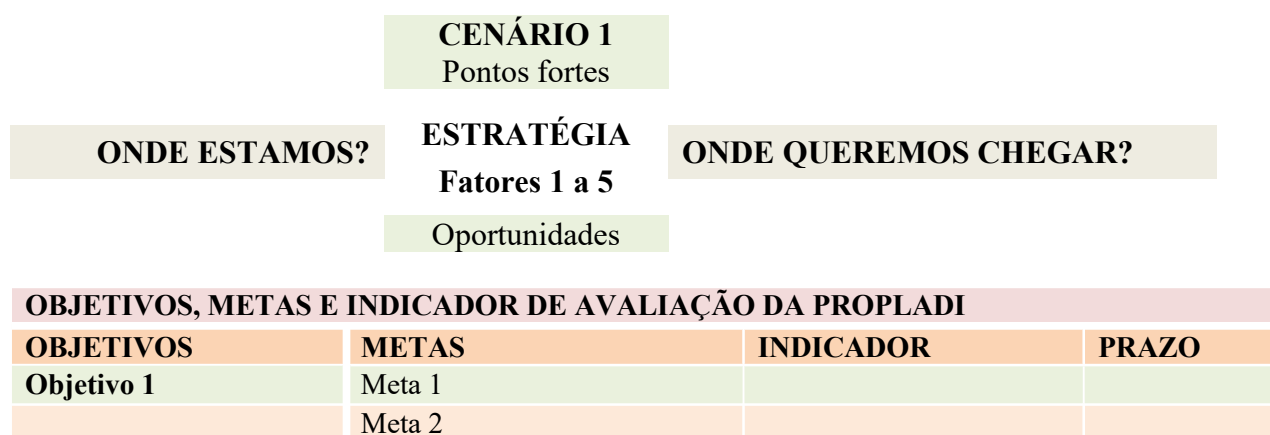 CENÁRIO 1
Pontos fortes
ONDE ESTAMOS?
ESTRATÉGIA
Fatores 1 a 5
ONDE QUEREMOS CHEGAR?
Oportunidades
OBJETIVOS, METAS E INDICADOR DE AVALIAÇÃO DA PROPLADI
OBJETIVOS METAS INDICADOR PRAZO
Objetivo 1 Meta 1
Meta 2